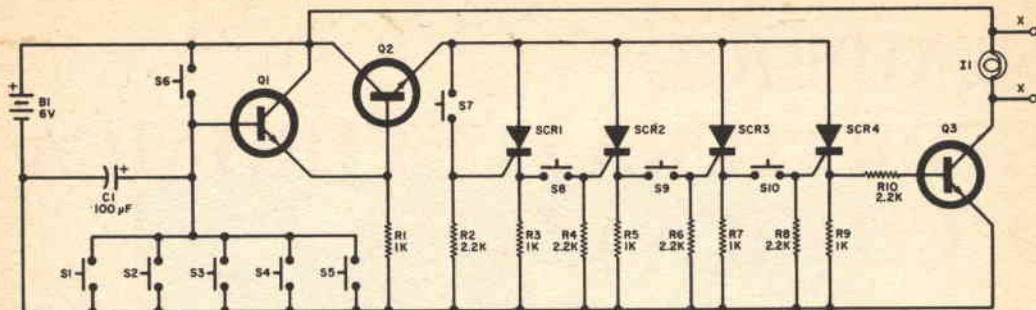 X
Q2
S6
Q1
I1
+
B1
6V
S7
SCR1
SCR2
SCR3
SCR4
X
Q3
+
C1
100 µF
S8
S9
S10
R10
2.2K
R1
1K
R2
2.2K
R3
1K
R4
2.2K
R5
1K
R6
2.2K
R7
1K
R8
2.2K
R9
1K
S1
S2
S3
S4
S5